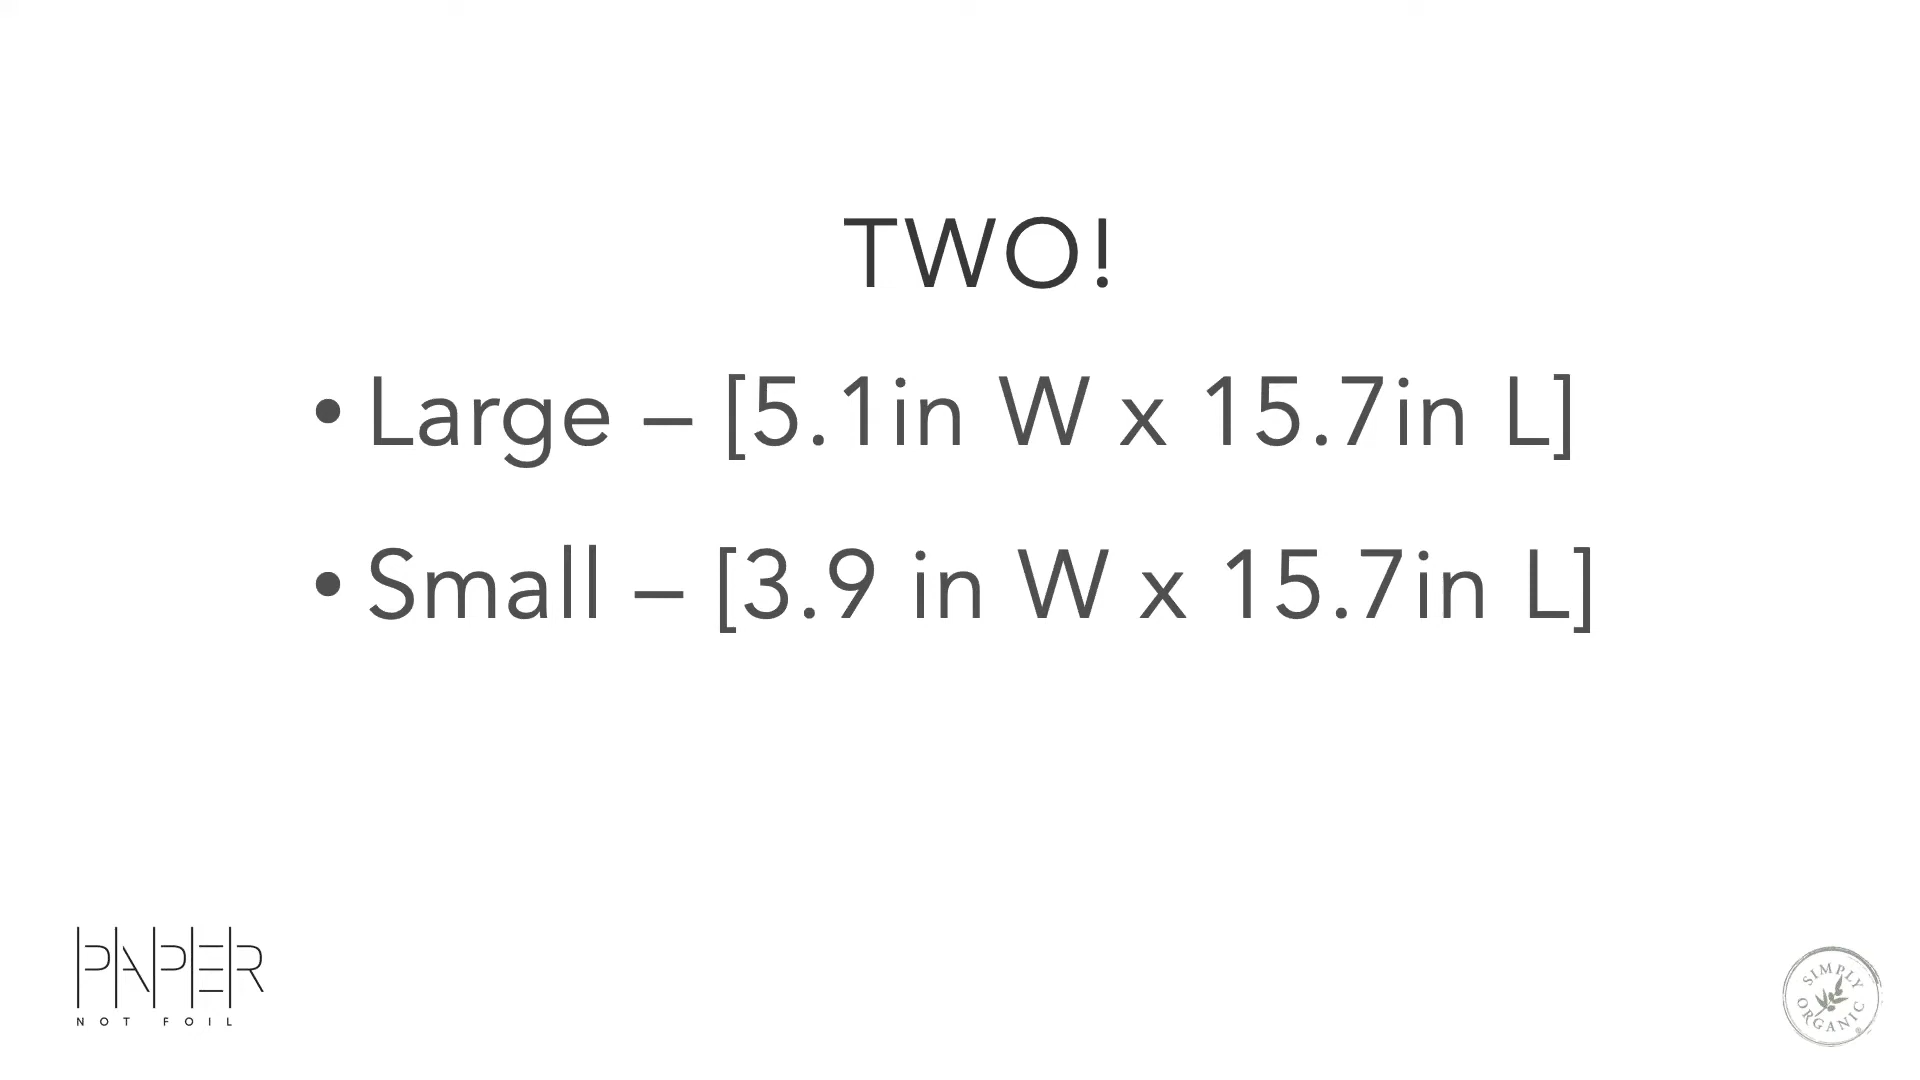 TWO!
• Large – [5.1in W x 15.7in L]
• Small – [3.9 in W x 15.7in L]
PAPER
NOT FOIL
SIMPLY
ORGANIC®